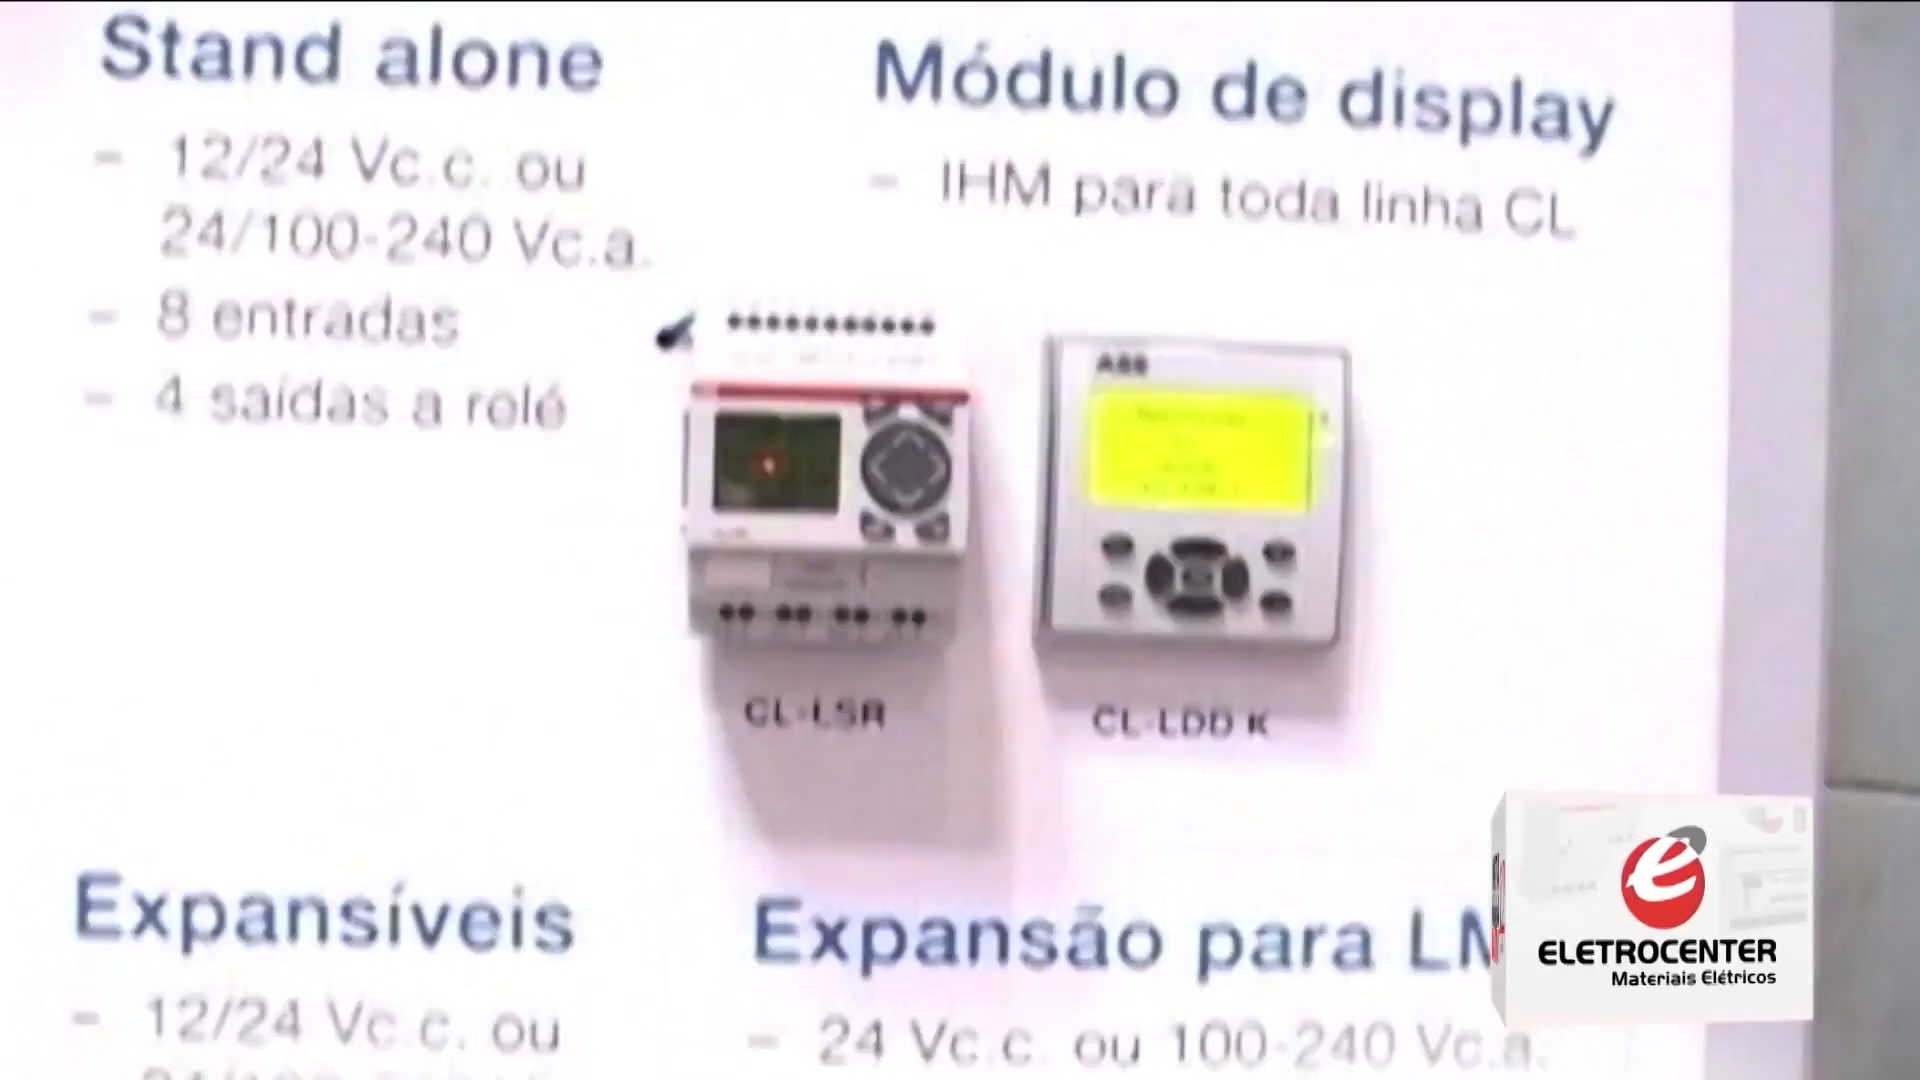 Stand alone
- 12/24 Vc.c. ou
24/100-240 Vc.a.
- 8 entradas
- 4 saídas a relé
Módulo de display
- IHM para toda linha CL
ABB
CL-LSR
CL-LDD K
Expansíveis
- 12/24 Vc.c. ou
Expansão para LM
- 24 Vc.c. ou 100-240 Vc.a.
ELETROCENTER
Materiais Elétricos